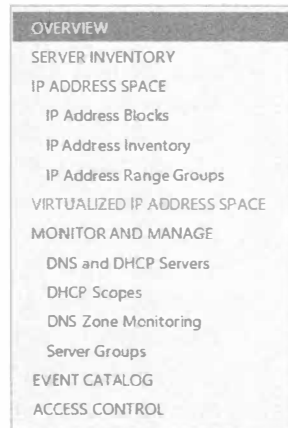 OVERVIEW
SERVER INVENTORY
IP ADDRESS SPACE
IP Address Blocks
IP Address Inventory
IP Address Range Groups
VIRTUALIZED IP ADDRESS SPACE
MONITOR AND MANAGE
DNS and DHCP Servers
DHCP Scopes
DNS Zone Monitoring
Server Groups
EVENT CATALOG
ACCESS CONTROL